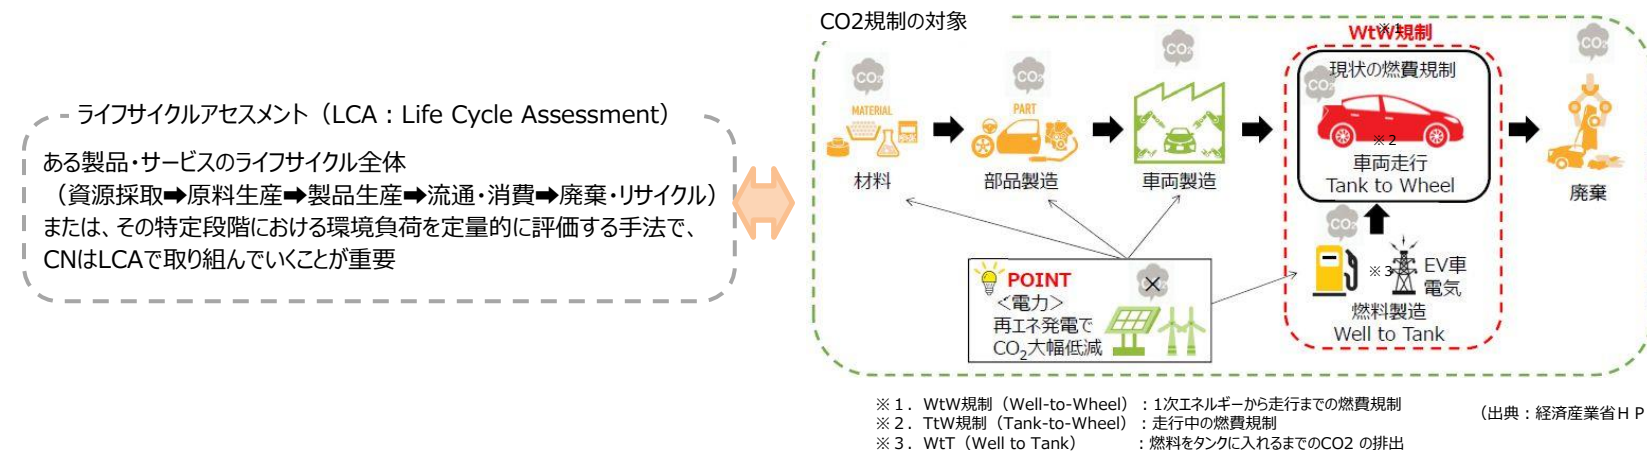 ライフサイクルアセスメント（LCA：Life Cycle Assessment）
ある製品・サービスのライフサイクル全体
（資源採取➡原料生産➡製品生産➡流通・消費➡廃棄・リサイクル）
または、その特定段階における環境負荷を定量的に評価する手法で、
CNはLCAで取り組んでいくことが重要
CO2規制の対象
※1
WtW規制
現状の燃費規制
CO2
CO2
CO2
CO2
CO2
MATERIAL
PART
※2
材料
部品製造
車両製造
車両走行
Tank to Wheel
廃棄
CO2
POINT
<電力>
再エネ発電で
CO2大幅低減
×
※3
EV車
電気
燃料製造
Well to Tank
※１．WtW規制（Well-to-Wheel）：1次エネルギーから走行までの燃費規制
※２．TtW規制（Tank-to-Wheel）：走行中の燃費規制
※３．WtT（Well to Tank）：燃料をタンクに入れるまでのCO2 の排出
（出典：経済産業省ＨＰ